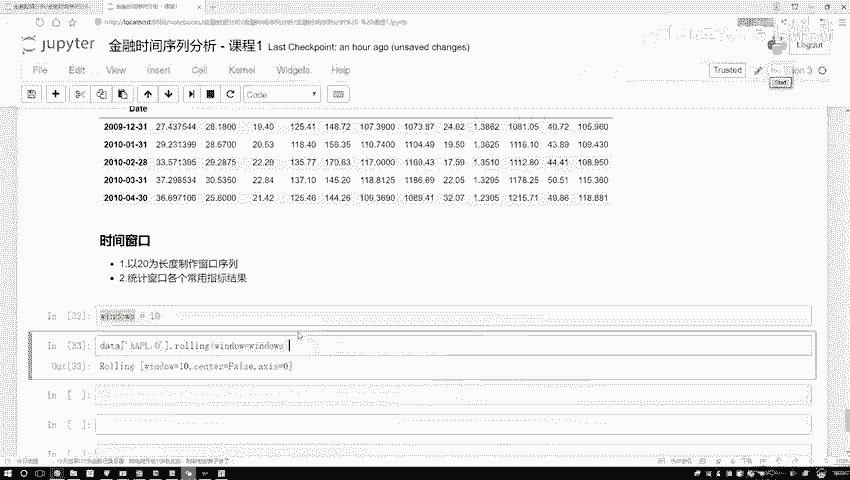 http://localhost:8888/notebooks/
jupyter 金融时间序列分析 - 课程1 Last Checkpoint: an hour ago (unsaved changes)
Logout
File Edit View Insert Cell Kernel Widgets Help
Trusted
Code
Date
2009-12-31 27.437544 28.1800 19.40 125.41 148.72 107.3900 1073.87 24.62 1.3862 1081.05 40.72 105.960
2010-01-31 29.231399 28.6700 20.53 118.40 156.35 110.7400 1104.49 19.50 1.3625 1116.10 43.89 109.430
2010-02-28 33.571395 29.2875 22.29 135.77 170.63 117.0000 1169.43 17.59 1.3510 1112.80 44.41 108.950
2010-03-31 37.298534 30.5350 22.84 137.10 145.20 118.8125 1186.69 22.05 1.3295 1178.25 50.51 115.360
2010-04-30 36.697106 25.8000 21.42 125.46 144.26 109.3690 1089.41 32.07 1.2305 1215.71 49.86 118.881
时间窗口
1.以20为长度制作窗口序列
2.统计窗口各个常用指标结果
In [32]: windows = 10
In [33]: data['AAPL.O'].rolling(window=windows)
Out[33]: Rolling [window=10,center=False,axis=0]
In [ ]:
In [ ]:
In [ ]: